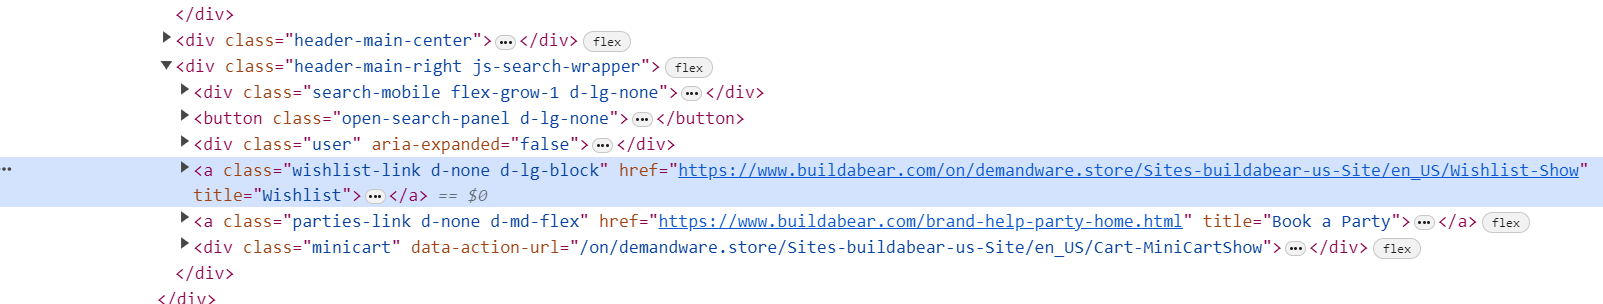 </div>
<div class="header-main-center">…</div> flex
<div class="header-main-right js-search-wrapper"> flex
<div class="search-mobile flex-grow-1 d-lg-none">…</div>
<button class="open-search-panel d-lg-none">…</button>
<div class="user" aria-expanded="false">…</div>
… <a class="wishlist-link d-none d-lg-block" href="https://www.buildabear.com/on/demandware.store/Sites-buildabear-us-Site/en_US/Wishlist-Show"
title="Wishlist">…</a> == $0
<a class="parties-link d-none d-md-flex" href="https://www.buildabear.com/brand-help-party-home.html" title="Book a Party">…</a> flex
<div class="minicart" data-action-url="/on/demandware.store/Sites-buildabear-us-Site/en_US/Cart-MiniCartShow">…</div> flex
</div>
</div>